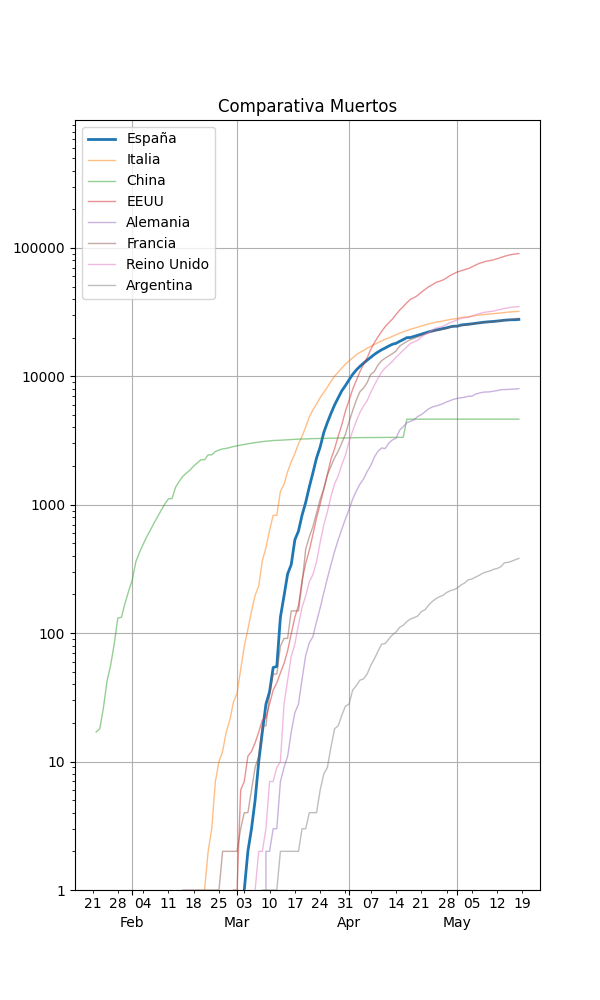 Comparativa Muertos
España
Italia
China
EEUU
Alemania
Francia
Reino Unido
Argentina
100000
10000
1000
100
10
1
21 28 04 11 18 25 03 10 17 24 31 07 14 21 28 05 12 19
Feb Mar Apr May